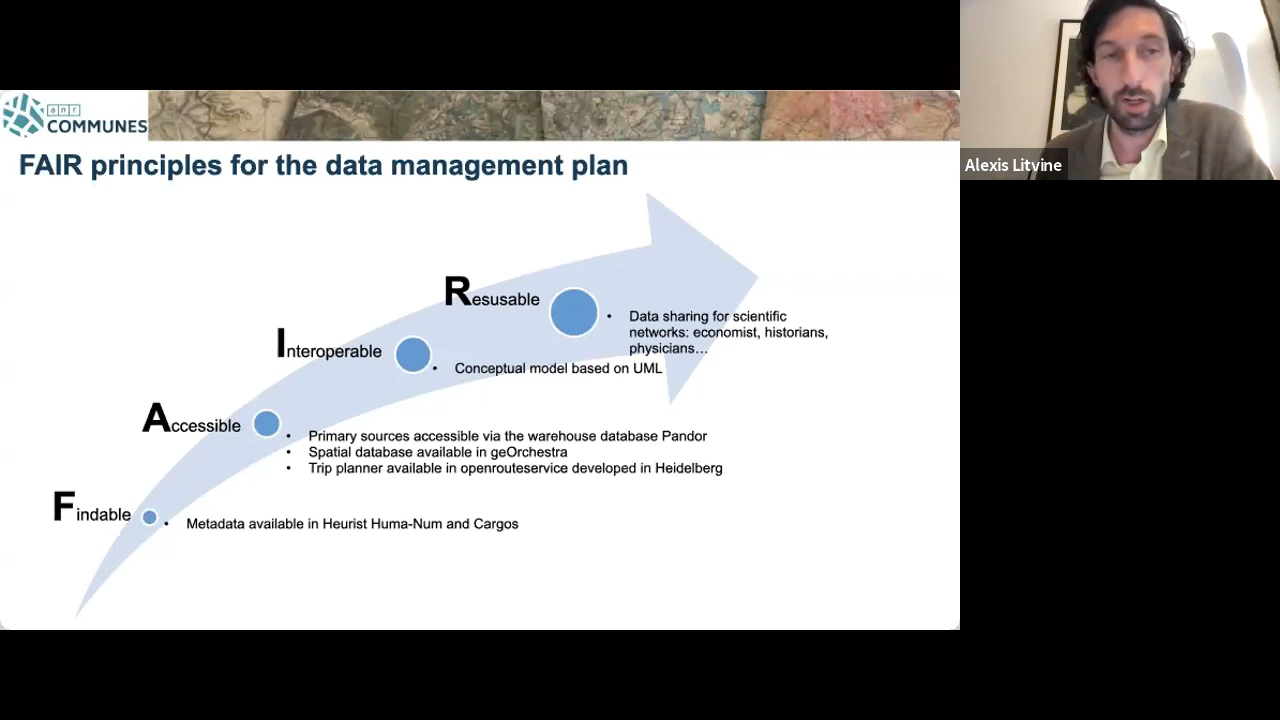 anr
COMMUNES
FAIR principles for the data management plan
Resusable
• Data sharing for scientific
networks: economist, historians,
physicians…
Interoperable
• Conceptual model based on UML
Accessible
• Primary sources accessible via the warehouse database Pandor
• Spatial database available in geOrchestra
• Trip planner available in openrouteservice developed in Heidelberg
Findable
• Metadata available in Heurist Huma-Num and Cargos
Alexis Litvine